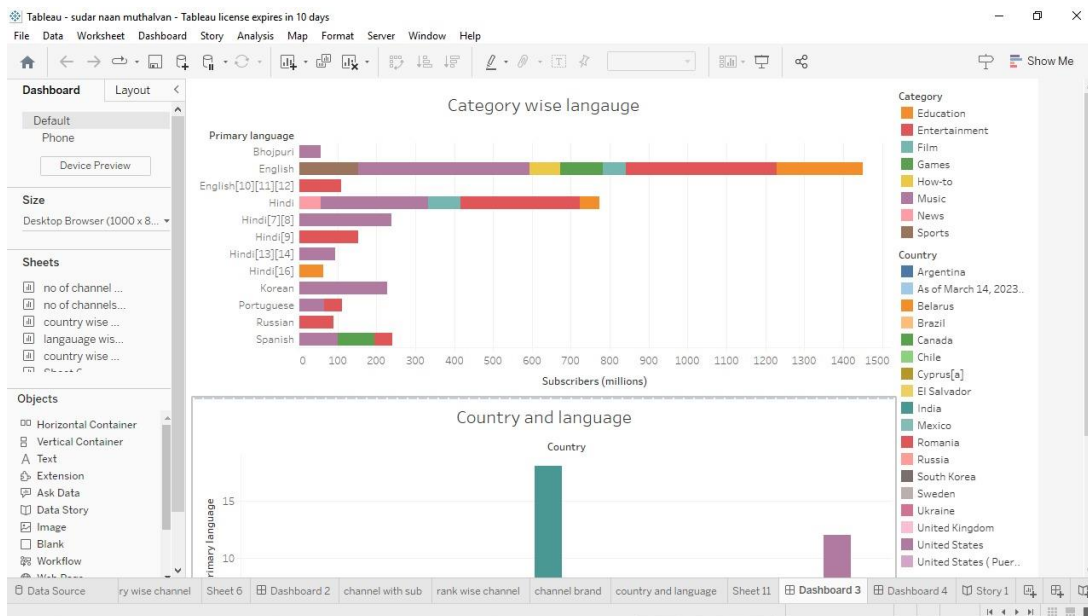 Tableau - sudar naan muthalvan - Tableau license expires in 10 days
File Data Worksheet Dashboard Story Analysis Map Format Server Window Help
Show Me
Dashboard Layout
Default
Phone
Device Preview
Size
Desktop Browser (1000 x 8...
Sheets
no of channel ...
no of channels...
country wise ...
langauage wis...
country wise ...
Objects
Horizontal Container
Vertical Container
Text
Extension
Ask Data
Data Story
Image
Blank
Workflow
Category wise langauge
Primary language
Bhojpuri
English
English[10][11][12]
Hindi
Hindi[7][8]
Hindi[9]
Hindi[13][14]
Hindi[16]
Korean
Portuguese
Russian
Spanish
0 100 200 300 400 500 600 700 800 900 1000 1100 1200 1300 1400 1500
Subscribers (millions)
Country and language
Country
15
10
primary language
Category
Education
Entertainment
Film
Games
How-to
Music
News
Sports
Country
Argentina
As of March 14, 2023..
Belarus
Brazil
Canada
Chile
Cyprus[a]
El Salvador
India
Mexico
Romania
Russia
South Korea
Sweden
Ukraine
United Kingdom
United States
United States ( Puer..
Data Source ry wise channel Sheet 6 Dashboard 2 channel with sub rank wise channel channel brand country and language Sheet 11 Dashboard 3 Dashboard 4 Story 1